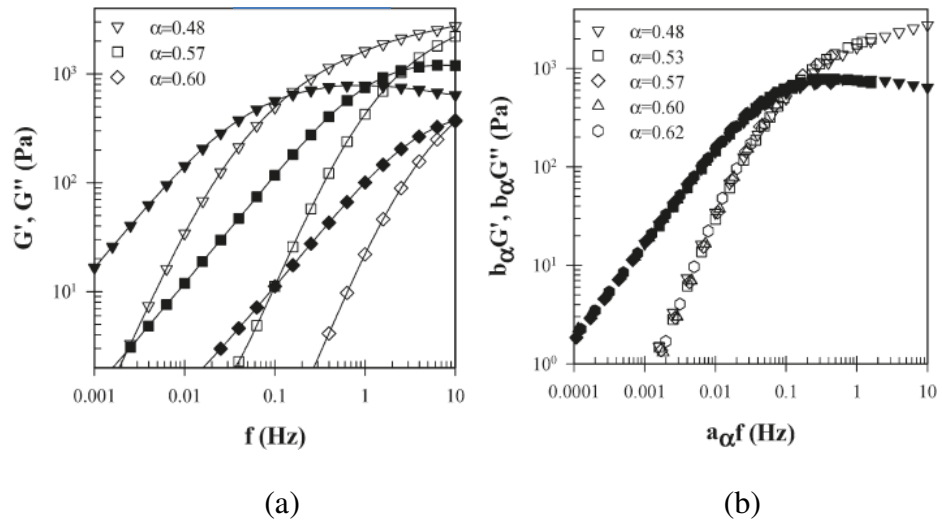 G', G" (Pa)
10³
10²
10¹
0.001 0.01 0.1 1 10
f (Hz)
▽ α=0.48
□ α=0.57
◇ α=0.60
(a)
bαG', bαG" (Pa)
10³
10²
10¹
10⁰
0.0001 0.001 0.01 0.1 1 10
aαf (Hz)
▽ α=0.48
□ α=0.53
◇ α=0.57
△ α=0.60
⬡ α=0.62
(b)